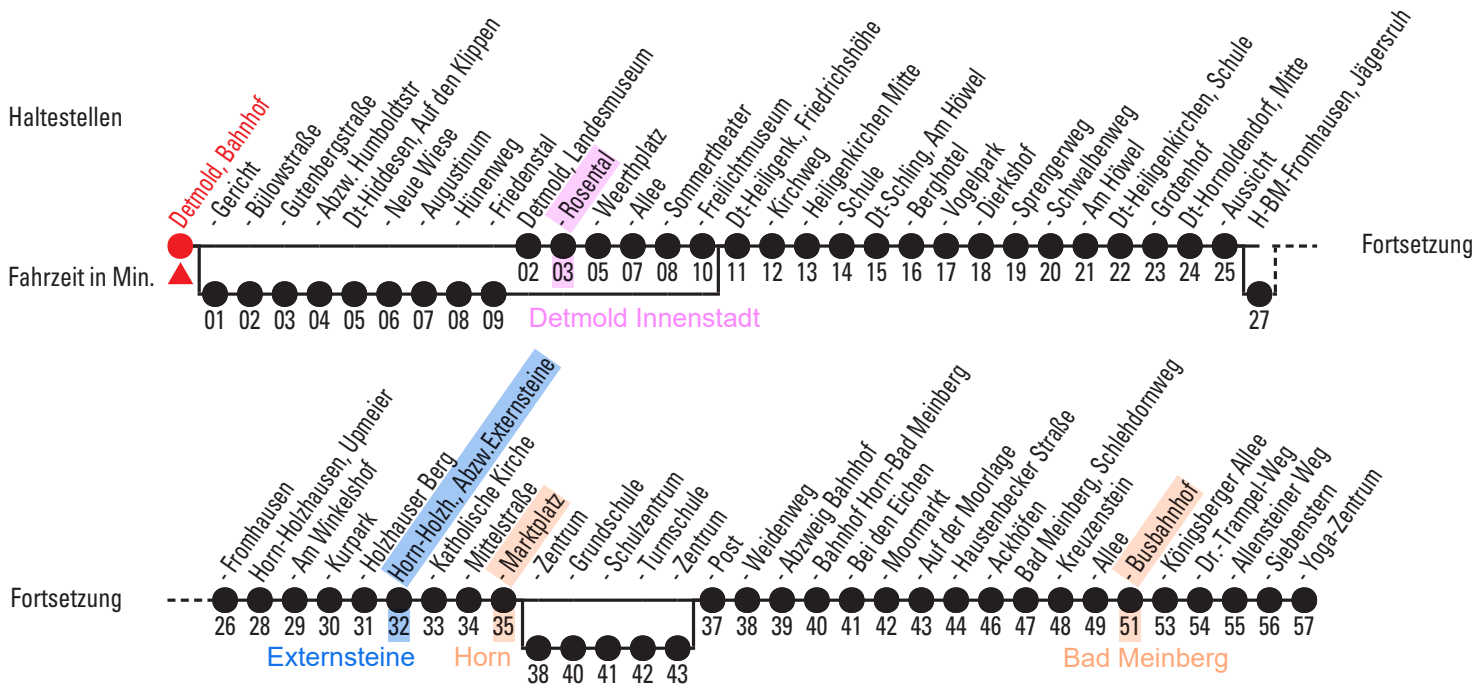 Haltestellen
Detmold, Bahnhof
- Gericht
- Bülowstraße
- Gutenbergstraße
- Abzw. Humboldtstr
Dt-Hiddesen, Auf den Klippen
- Neue Wiese
- Augustinum
- Hünenweg
- Friedenstal
Detmold, Landesmuseum
- Rosental
- Weerthplatz
- Allee
- Sommertheater
- Freilichtmuseum
Dt-Heiligenk, Friedrichshöhe
- Kirchweg
- Heiligenkirchen Mitte
- Schule
Dt-Schling, Am Höwel
- Berghotel
- Vogelpark
- Dierkshof
- Sprengerweg
- Schwalbenweg
- Am Höwel
Dt-Heiligenkirchen, Schule
- Grotenhof
Dt-Hornoldendorf, Mitte
- Aussicht
H-BM-Fromhausen, Jägersruh
Fortsetzung
Fahrzeit in Min.
02 03 05 07 08 10 11 12 13 14 15 16 17 18 19 20 21 22 23 24 25
01 02 03 04 05 06 07 08 09
27
Detmold Innenstadt
Fortsetzung
- Fromhausen
Horn-Holzhausen, Upmeier
- Am Winkelshof
- Kurpark
- Holzhauser Berg
Horn-Holzh., Abzw.Externsteine
- Katholische Kirche
- Mittelstraße
- Marktplatz
- Zentrum
- Grundschule
- Schulzentrum
- Turmschule
- Zentrum
- Post
- Weidenweg
- Abzweig Bahnhof
- Bahnhof Horn-Bad Meinberg
- Bei den Eichen
- Moormarkt
- Auf der Moorlage
- Haustenbecker Straße
- Ackhöfen
Bad Meinberg, Schlehdornweg
- Kreuzenstein
- Allee
- Busbahnhof
- Königsberger Allee
- Dr.- Trampel-Weg
- Allensteiner Weg
- Siebenstern
- Yoga-Zentrum
26 28 29 30 31 32 33 34 35 37 38 39 40 41 42 43 44 46 47 48 49 51 53 54 55 56 57
38 40 41 42 43
Externsteine
Horn
Bad Meinberg